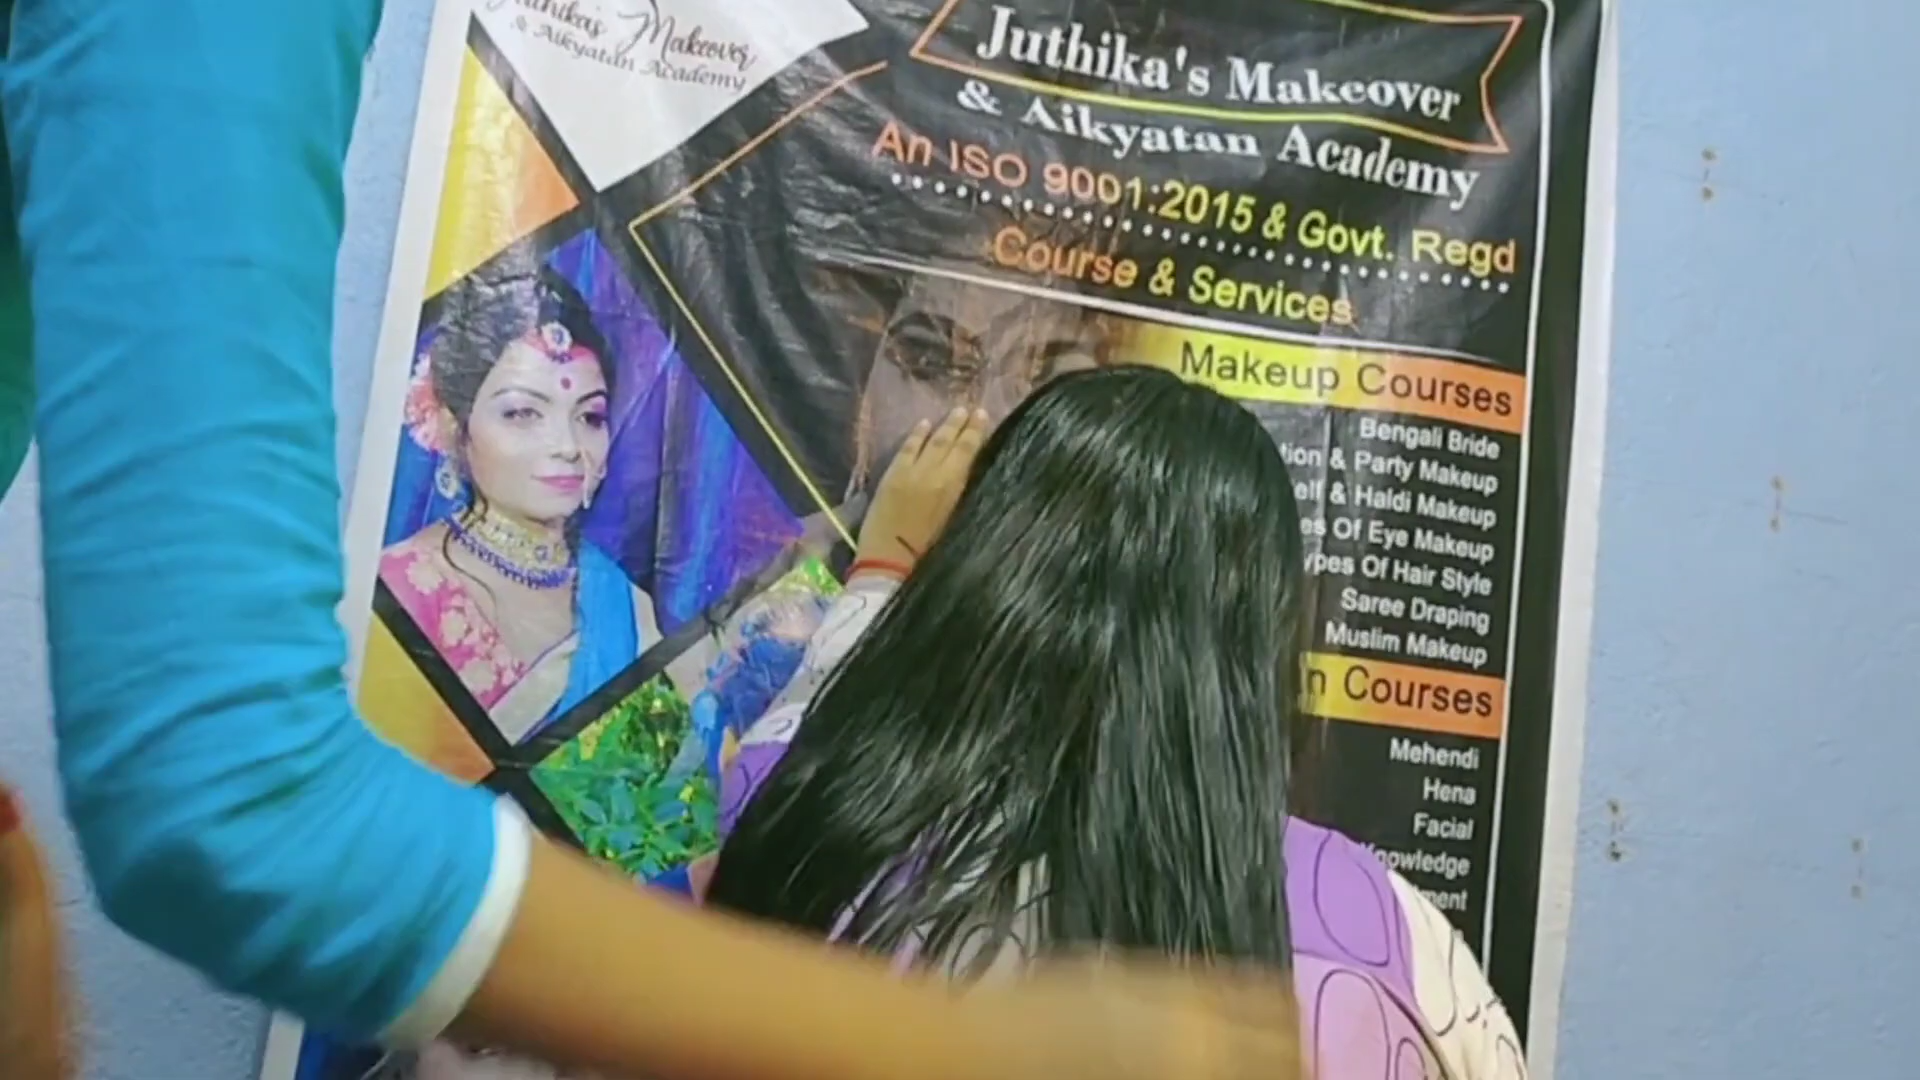 Juthika's Makeover
& Aikyatan Academy
Juthika's Makeover
& Aikyatan Academy
An ISO 9001:2015 & Govt. Regd
Course & Services
Makeup Courses
Bengali Bride
& Party Makeup
& Haldi Makeup
Of Eye Makeup
Of Hair Style
Saree Draping
Muslim Makeup
Courses
Mehendi
Hena
Facial
Knowledge